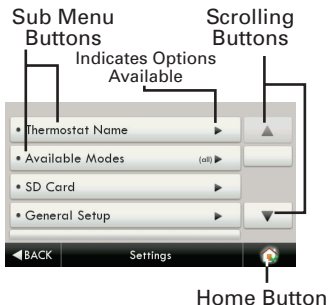 Sub Menu Buttons
Scrolling Buttons
Indicates Options Available
• Thermostat Name
• Available Modes (all)
• SD Card
• General Setup
BACK
Settings
Home Button